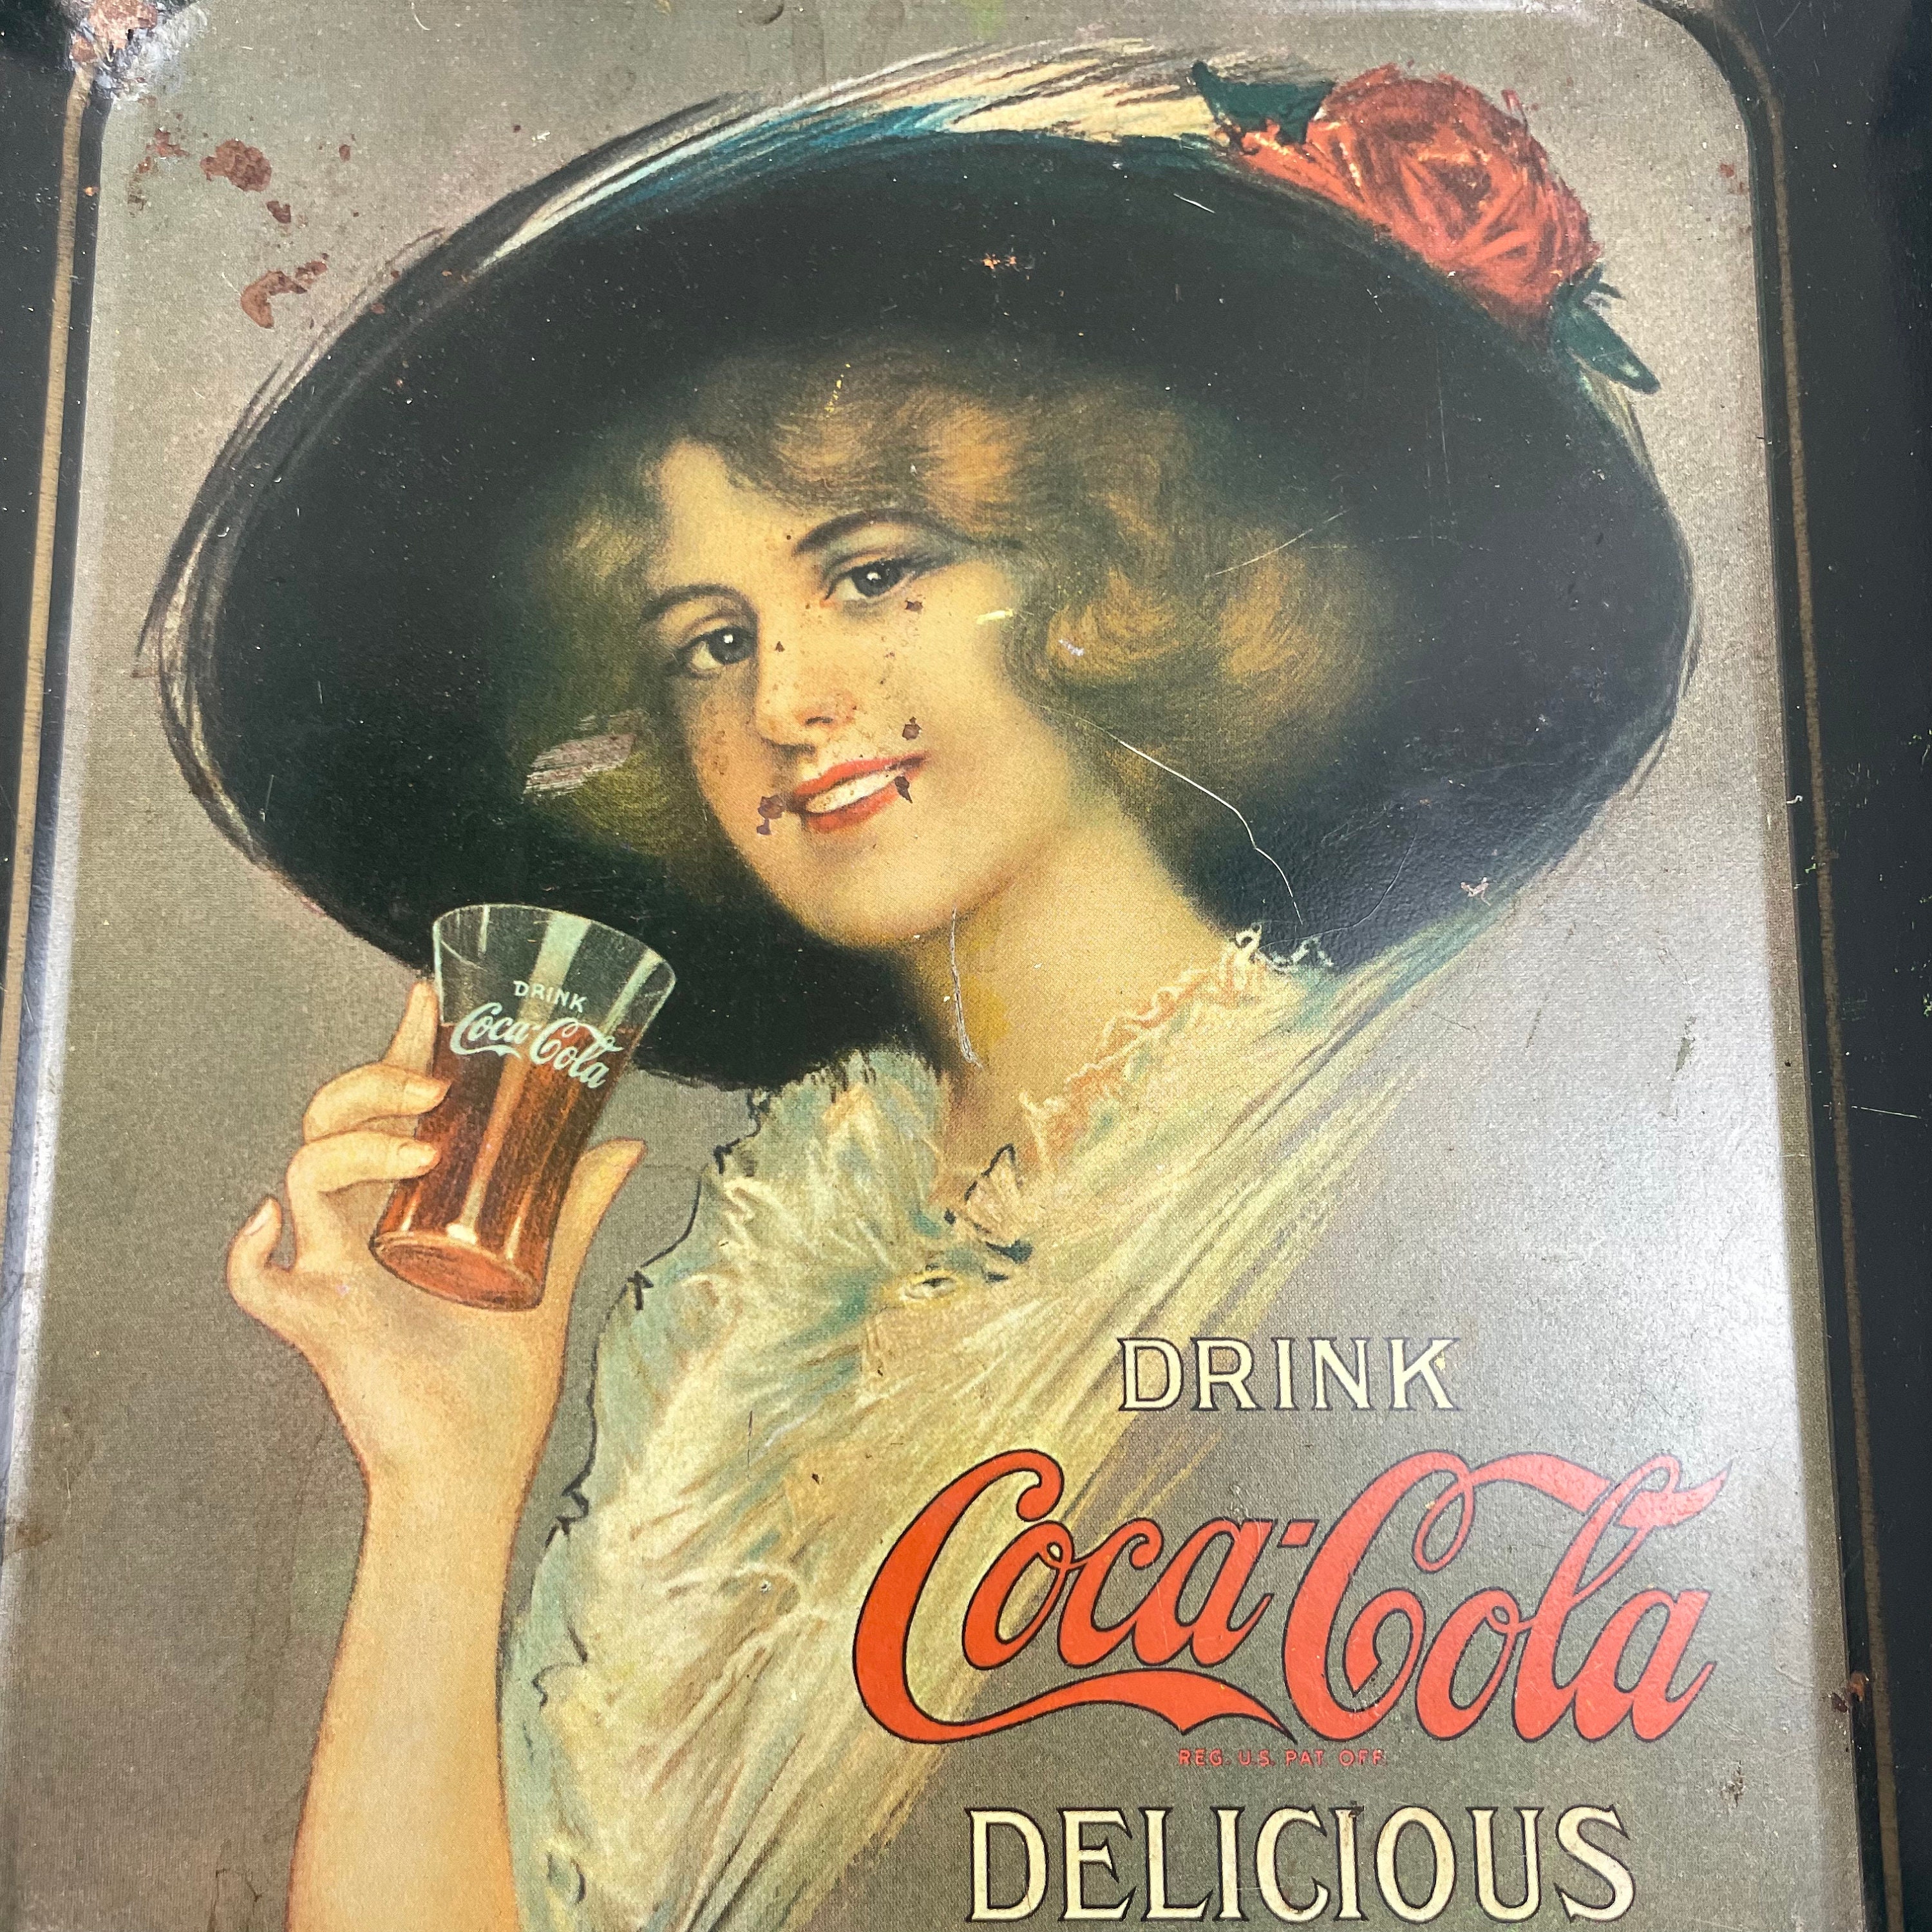 DRINK
Coca-Cola
DRINK
Coca-Cola
REG. U.S. PAT. OFF.
DELICIOUS